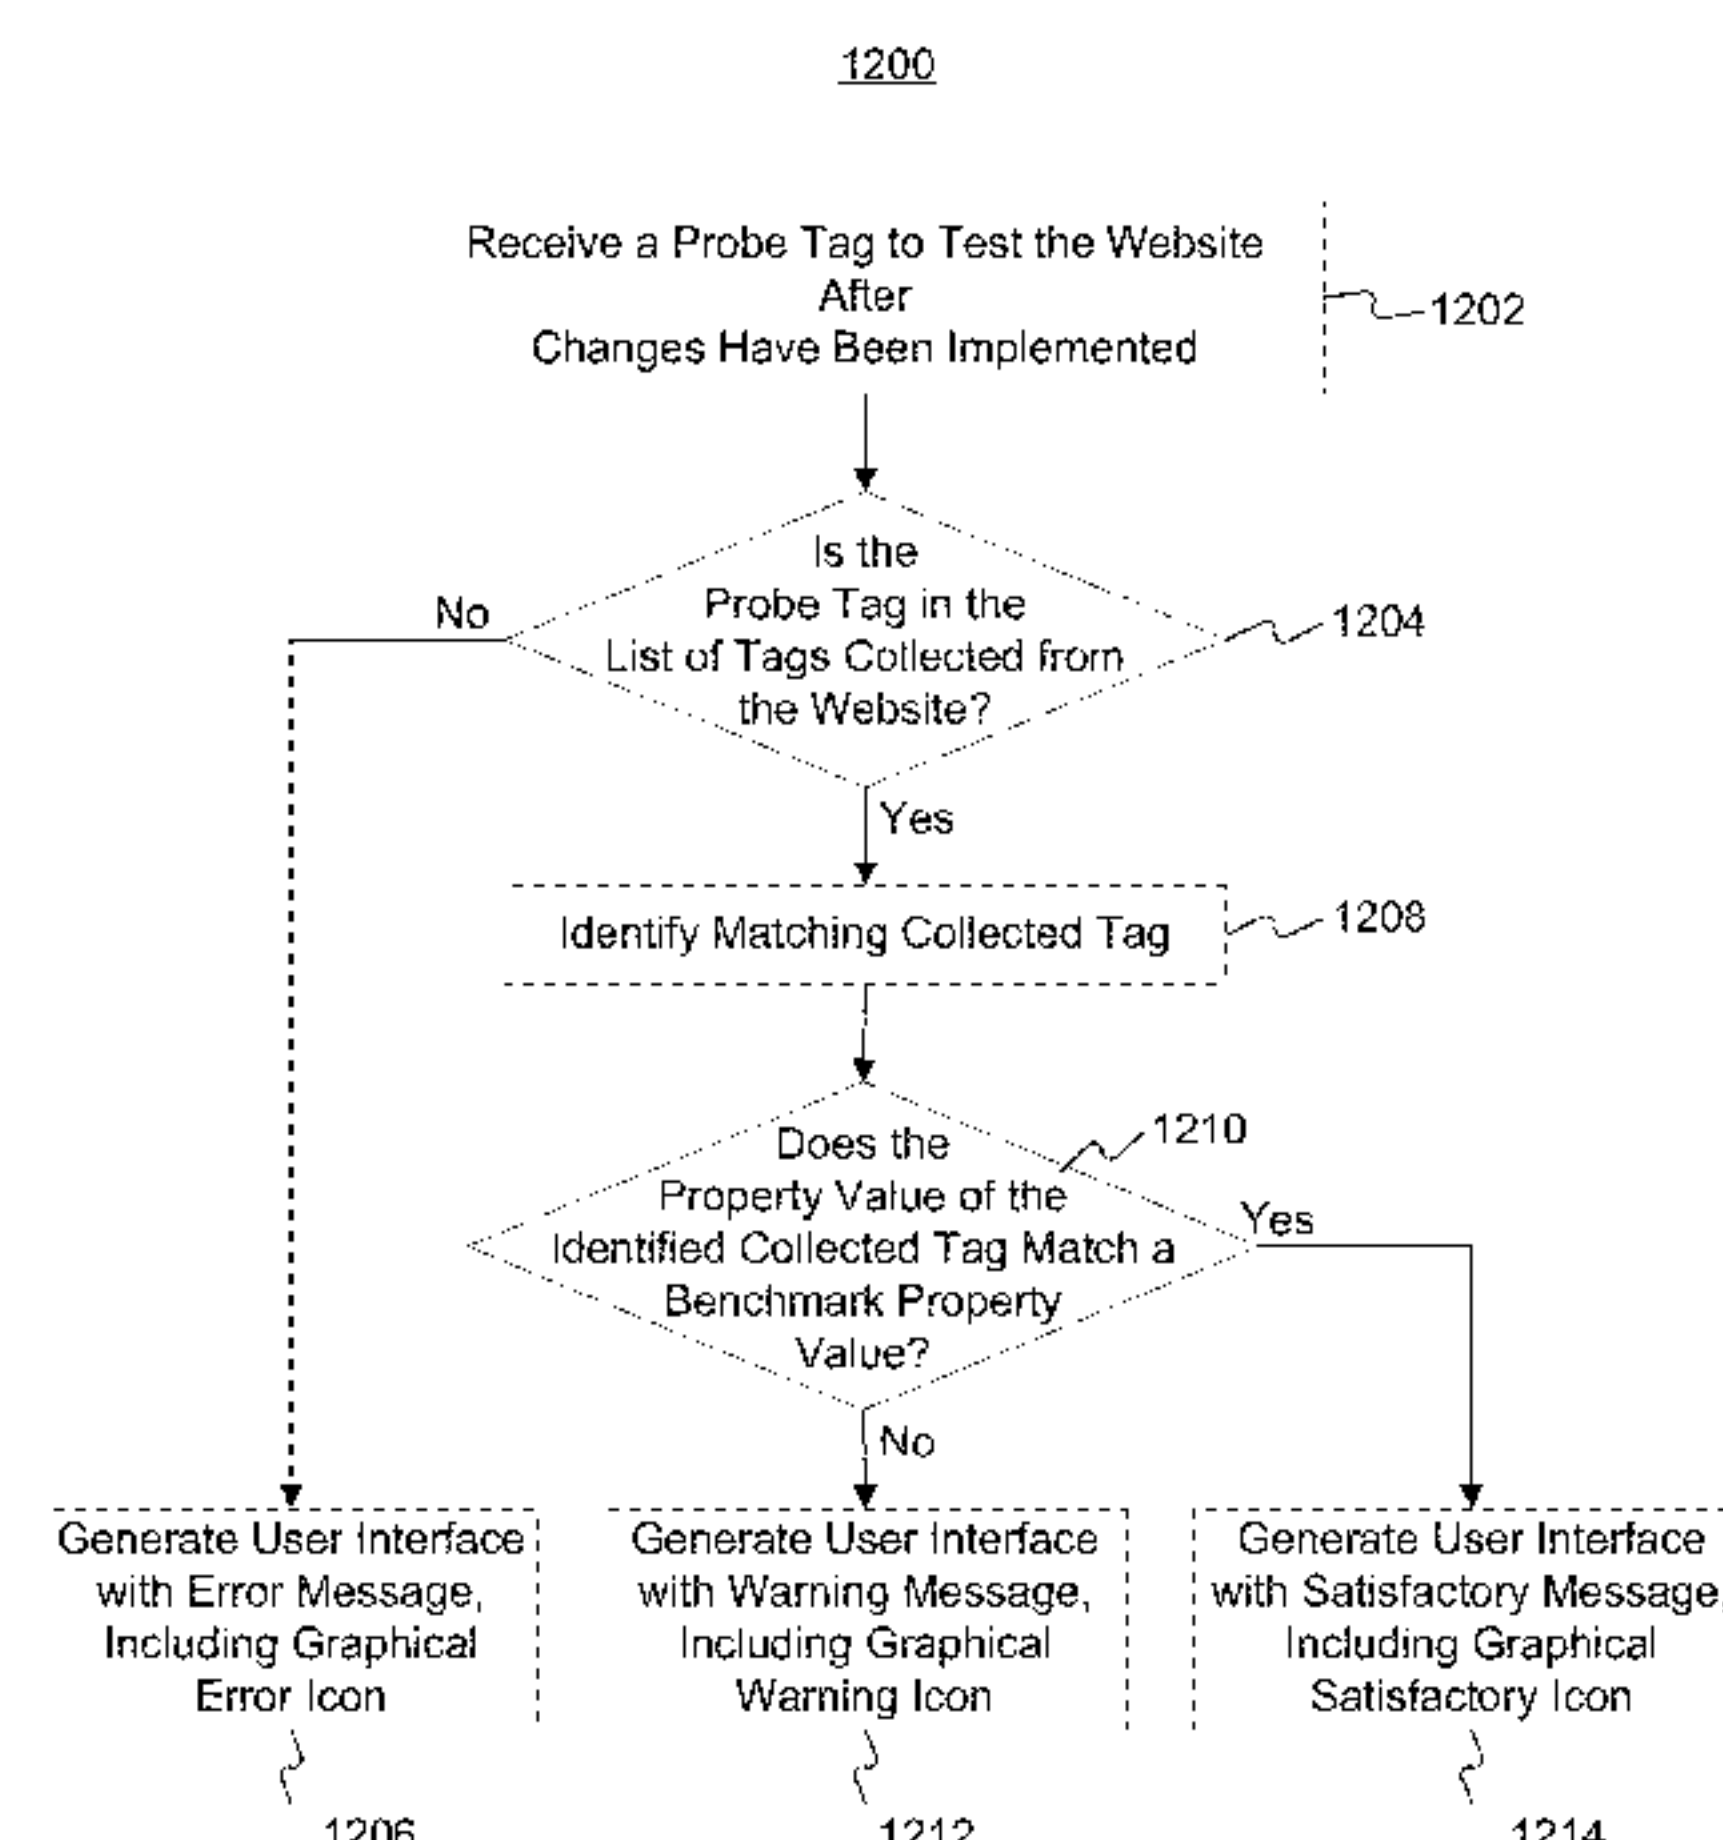 1200
Receive a Probe Tag to Test the Website
After
Changes Have Been Implemented
1202
Is the
Probe Tag in the
List of Tags Collected from
the Website?
1204
No
Yes
Identify Matching Collected Tag
1208
Does the
Property Value of the
Identified Collected Tag Match a
Benchmark Property
Value?
1210
Yes
No
Generate User Interface
with Error Message,
Including Graphical
Error Icon
Generate User Interface
with Warning Message,
Including Graphical
Warning Icon
Generate User Interface
with Satisfactory Message,
Including Graphical
Satisfactory Icon
1206
1212
1214